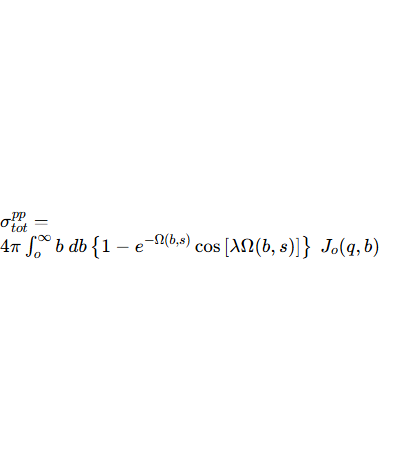 σ_{tot}^{pp} =
4π ∫_o^∞ b db {1 − e^{−Ω(b,s)} cos [λΩ(b, s)]} J_o(q, b)